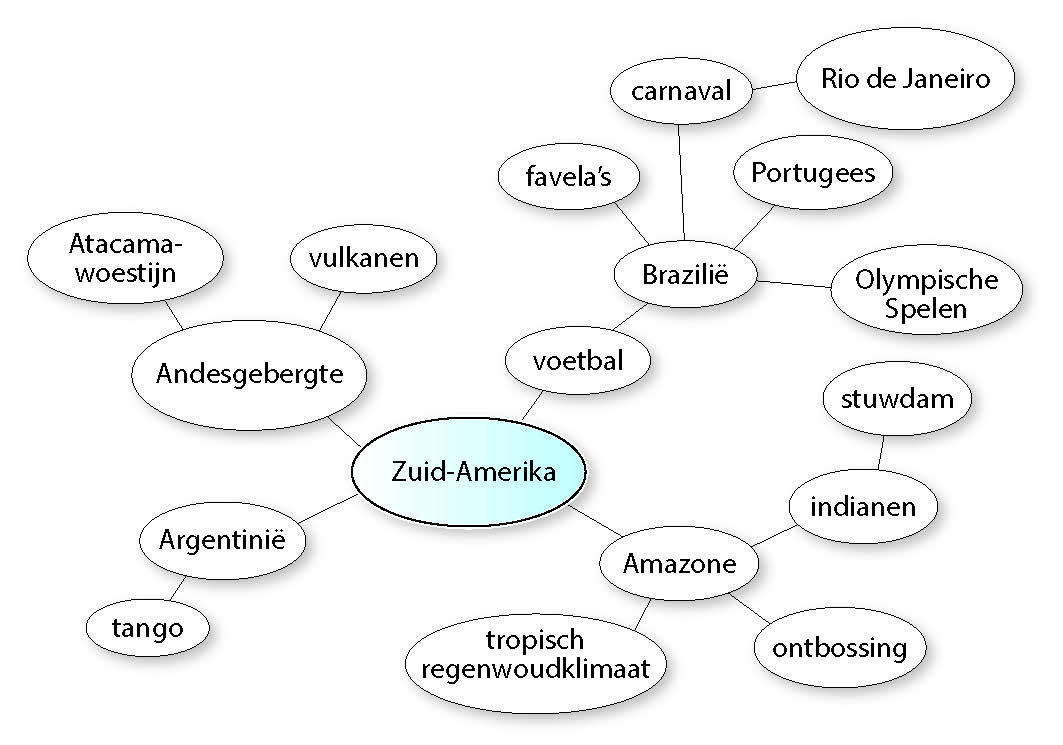 carnaval
Rio de Janeiro
favela's
Portugees
Atacama-
woestijn
vulkanen
Brazilië
Olympische
Spelen
Andesgebergte
voetbal
stuwdam
Zuid-Amerika
indianen
Argentinië
Amazone
tango
tropisch
regenwoudklimaat
ontbossing